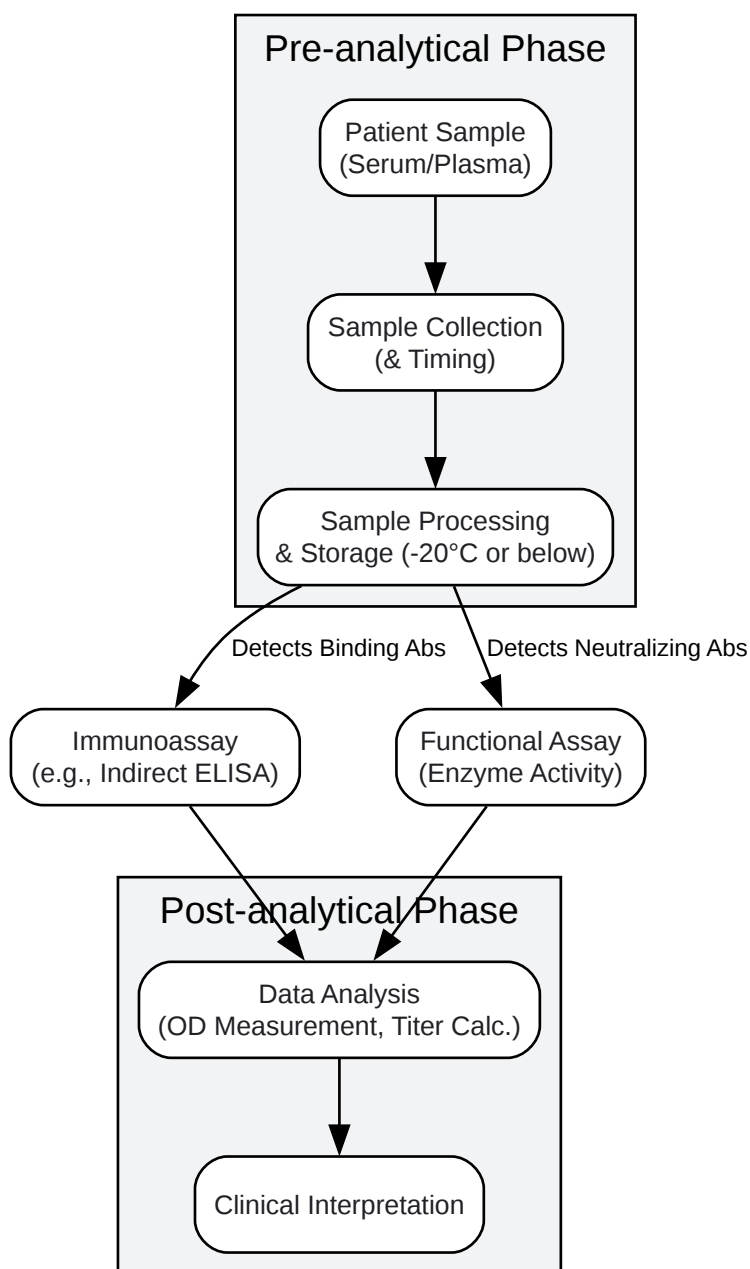 Pre-analytical Phase
Patient Sample
(Serum/Plasma)
Sample Collection
(& Timing)
Sample Processing
& Storage (-20°C or below)
Detects Binding Abs
Detects Neutralizing Abs
Immunoassay
(e.g., Indirect ELISA)
Functional Assay
(Enzyme Activity)
Post-analytical Phase
Data Analysis
(OD Measurement, Titer Calc.)
Clinical Interpretation